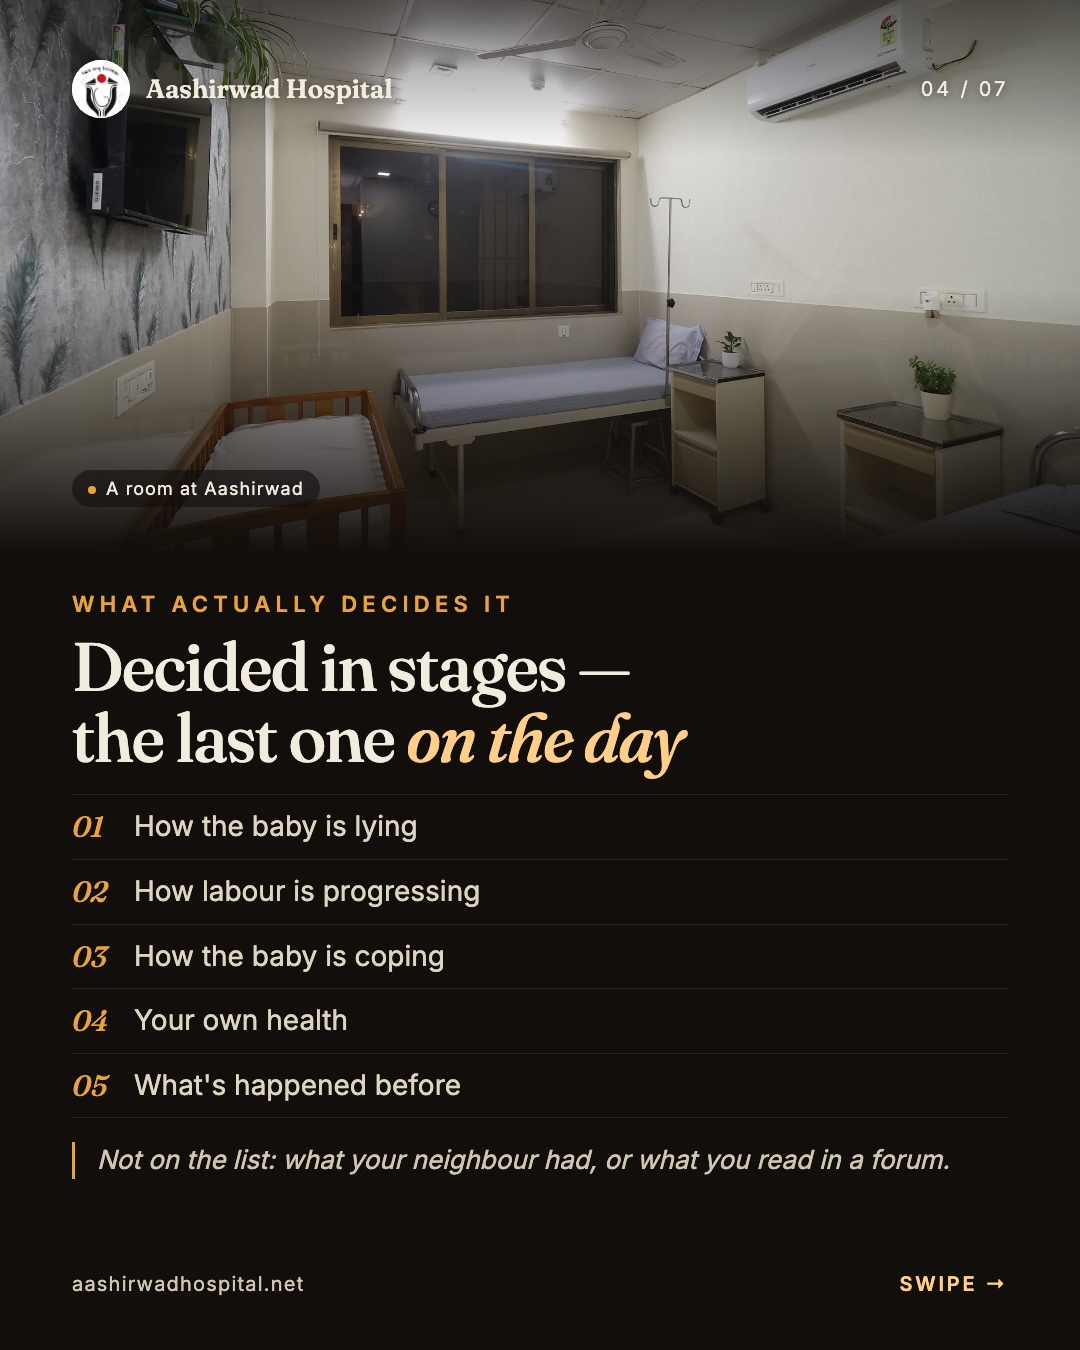 Aashirwad Hospital
04 / 07
A room at Aashirwad
WHAT ACTUALLY DECIDES IT
Decided in stages —
the last one on the day
01 How the baby is lying
02 How labour is progressing
03 How the baby is coping
04 Your own health
05 What's happened before
Not on the list: what your neighbour had, or what you read in a forum.
aashirwadhospital.net
SWIPE →